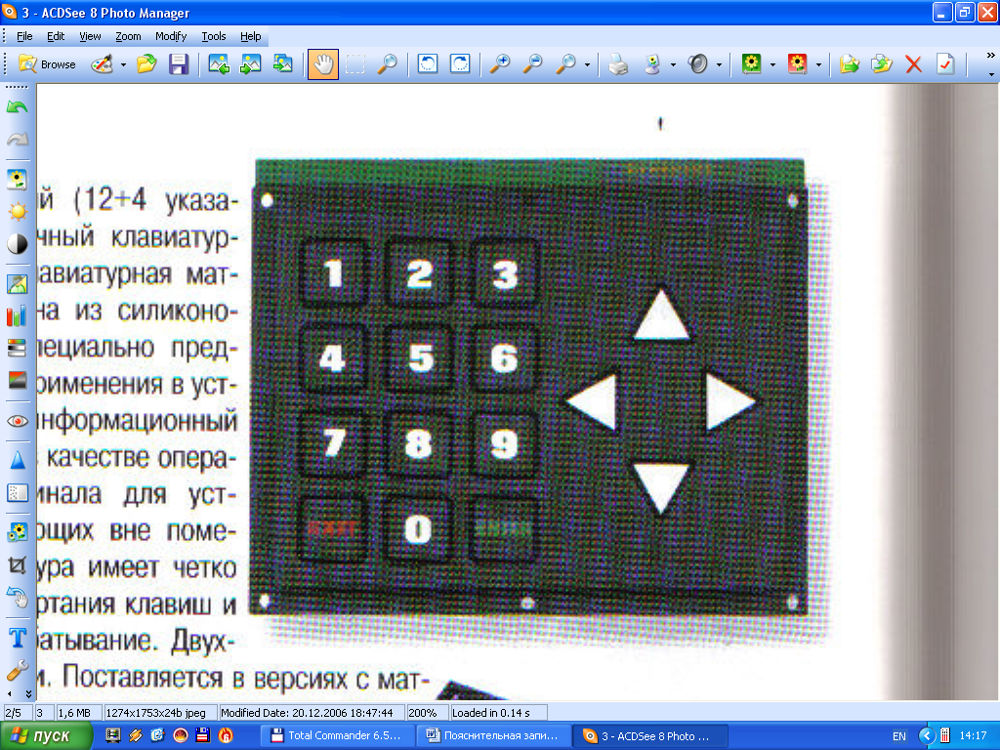 3 - ACDSee 8 Photo Manager
File Edit View Zoom Modify Tools Help
Browse
ий (12+4 указа-
чный клавиатур-
лавиатурная мат-
на из силиконо-
пециально пред-
рименения в уст-
информационный
качестве опера-
инала для уст-
ющих вне поме-
ура имеет четко
ртания клавиш и
батывание. Двух-
и. Поставляется в версиях с мат-
1 2 3
4 5 6
7 8 9
0
2/5 3 1,6 MB 1274x1753x24b jpeg Modified Date: 20.12.2006 18:47:44 200% Loaded in 0.14 s
пуск Total Commander 6.5... Пояснительная запи... 3 - ACDSee 8 Photo ... EN 14:17